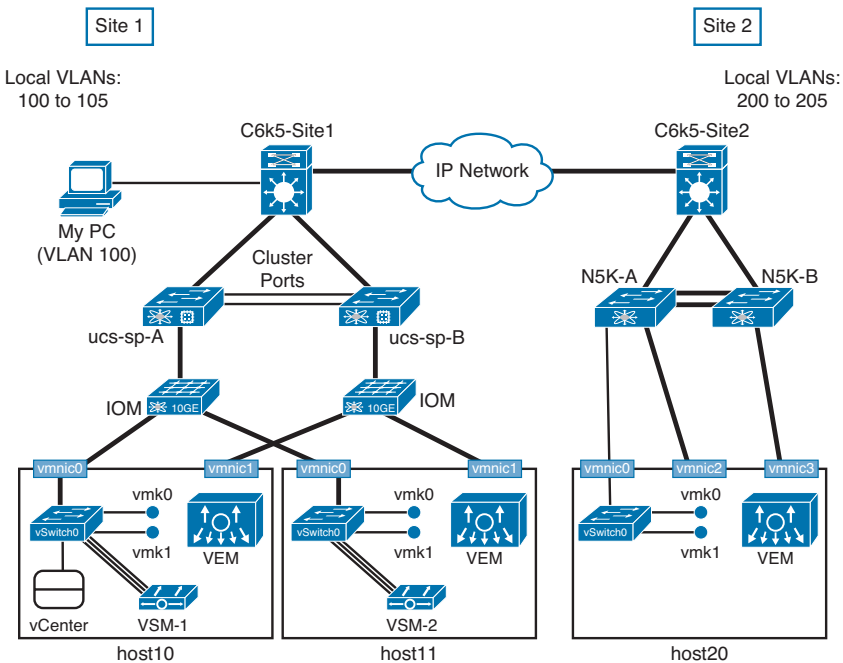 Site 1
Site 2
Local VLANs:
100 to 105
Local VLANs:
200 to 205
C6k5-Site1
C6k5-Site2
IP Network
My PC
(VLAN 100)
Cluster
Ports
N5K-A
N5K-B
ucs-sp-A
ucs-sp-B
IOM
10GE
10GE
IOM
vmnic0
vmnic1
vmnic0
vmnic1
vmnic0
vmnic2
vmnic3
vmk0
vmk0
vmk0
vSwitch0
vSwitch0
vSwitch0
vmk1
VEM
vmk1
VEM
vmk1
VEM
vCenter
VSM-1
VSM-2
host10
host11
host20